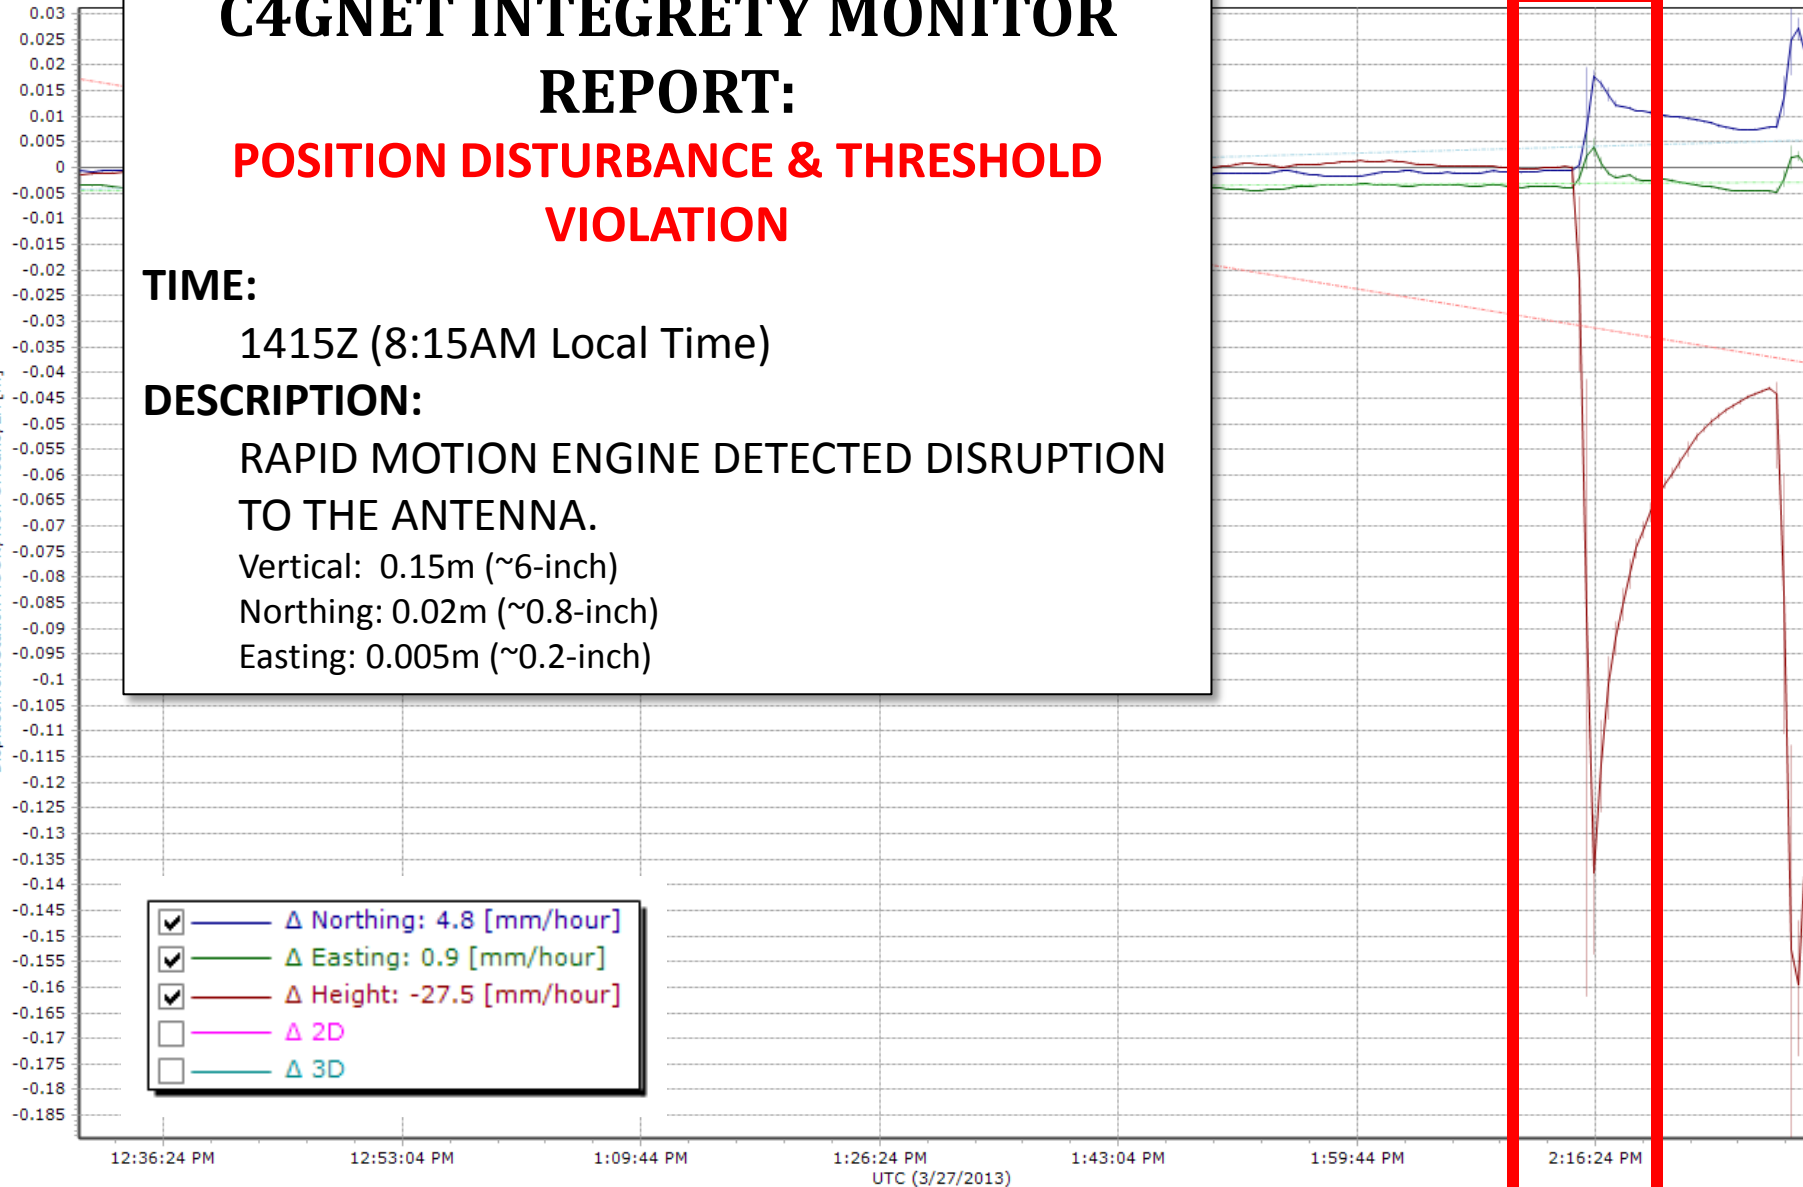 C4GNET INTEGRETY MONITOR
REPORT:
POSITION DISTURBANCE & THRESHOLD
VIOLATION
TIME:
1415Z (8:15AM Local Time)
DESCRIPTION:
RAPID MOTION ENGINE DETECTED DISRUPTION
TO THE ANTENNA.
Vertical: 0.15m (~6-inch)
Northing: 0.02m (~0.8-inch)
Easting: 0.005m (~0.2-inch)
0.03
0.025
0.02
0.015
0.01
0.005
0
-0.005
-0.01
-0.015
-0.02
-0.025
-0.03
-0.035
-0.04
-0.045
-0.05
-0.055
-0.06
-0.065
-0.07
-0.075
-0.08
-0.085
-0.09
-0.095
-0.1
-0.105
-0.11
-0.115
-0.12
-0.125
-0.13
-0.135
-0.14
-0.145
-0.15
-0.155
-0.16
-0.165
-0.17
-0.175
-0.18
-0.185
Δ Northing: 4.8 [mm/hour]
Δ Easting: 0.9 [mm/hour]
Δ Height: -27.5 [mm/hour]
Δ 2D
Δ 3D
12:36:24 PM 12:53:04 PM 1:09:44 PM 1:26:24 PM 1:43:04 PM 1:59:44 PM 2:16:24 PM
UTC (3/27/2013)